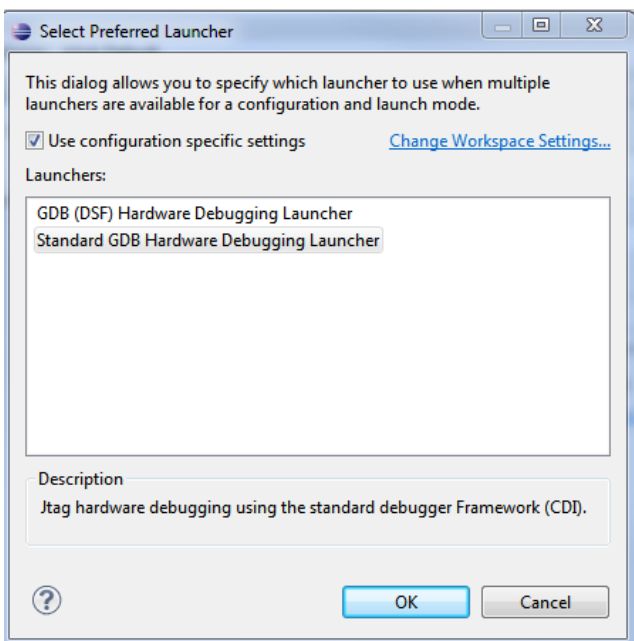 Select Preferred Launcher
This dialog allows you to specify which launcher to use when multiple
launchers are available for a configuration and launch mode.
Use configuration specific settings Change Workspace Settings...
Launchers:
GDB (DSF) Hardware Debugging Launcher
Standard GDB Hardware Debugging Launcher
Description
Jtag hardware debugging using the standard debugger Framework (CDI).
OK Cancel